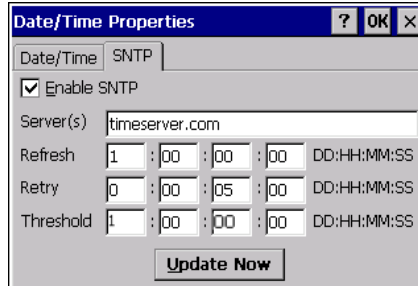 Date/Time Properties ? OK ×
Date/Time SNTP
Enable SNTP
Server(s) timeserver.com
Refresh 1 : 00 : 00 : 00 DD:HH:MM:SS
Retry 0 : 00 : 05 : 00 DD:HH:MM:SS
Threshold 1 : 00 : 00 : 00 DD:HH:MM:SS
Update Now